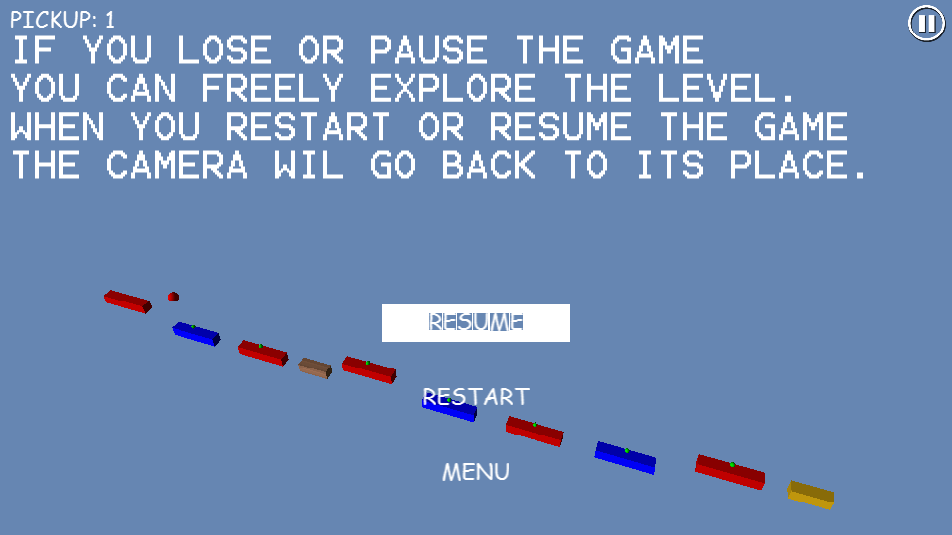 PICKUP: 1
IF YOU LOSE OR PAUSE THE GAME
YOU CAN FREELY EXPLORE THE LEVEL.
WHEN YOU RESTART OR RESUME THE GAME
THE CAMERA WIL GO BACK TO ITS PLACE.
RESUME
RESTART
MENU